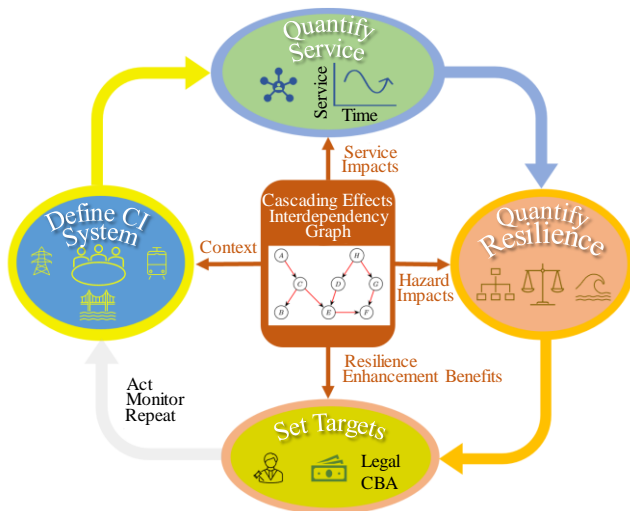 Quantify
Service
Service
Time
Service
Impacts
Cascading Effects
Interdependency
Graph
A
H
C
D
G
B
E
F
Define CI
System
Context
Hazard
Impacts
Quantify
Resilience
Resilience
Enhancement Benefits
Act
Monitor
Repeat
Set Targets
Legal
CBA